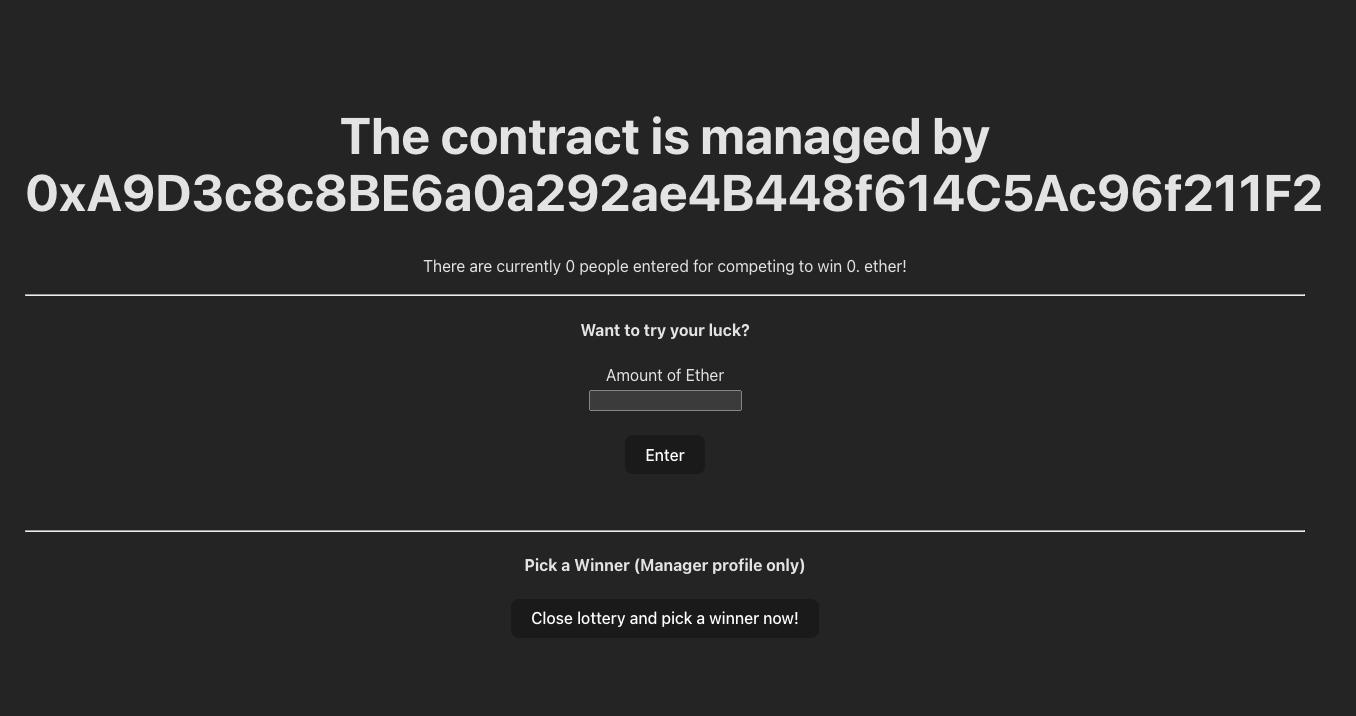 The contract is managed by
0xA9D3c8c8BE6a0a292ae4B448f614C5Ac96f211F2
There are currently 0 people entered for competing to win 0. ether!
Want to try your luck?
Amount of Ether
Enter
Pick a Winner (Manager profile only)
Close lottery and pick a winner now!